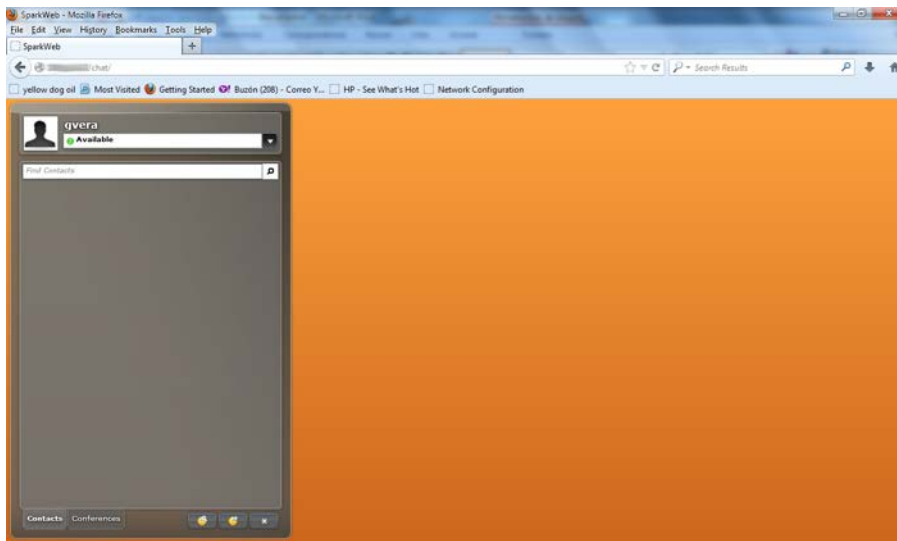 SparkWeb - Mozilla Firefox
File Edit View History Bookmarks Tools Help
SparkWeb +
/chat/ Search Results
yellow dog oil Most Visited Getting Started Buzón (208) - Correo Y... HP - See What's Hot Network Configuration
qvera
Available
Find Contacts
Contacts Conferences